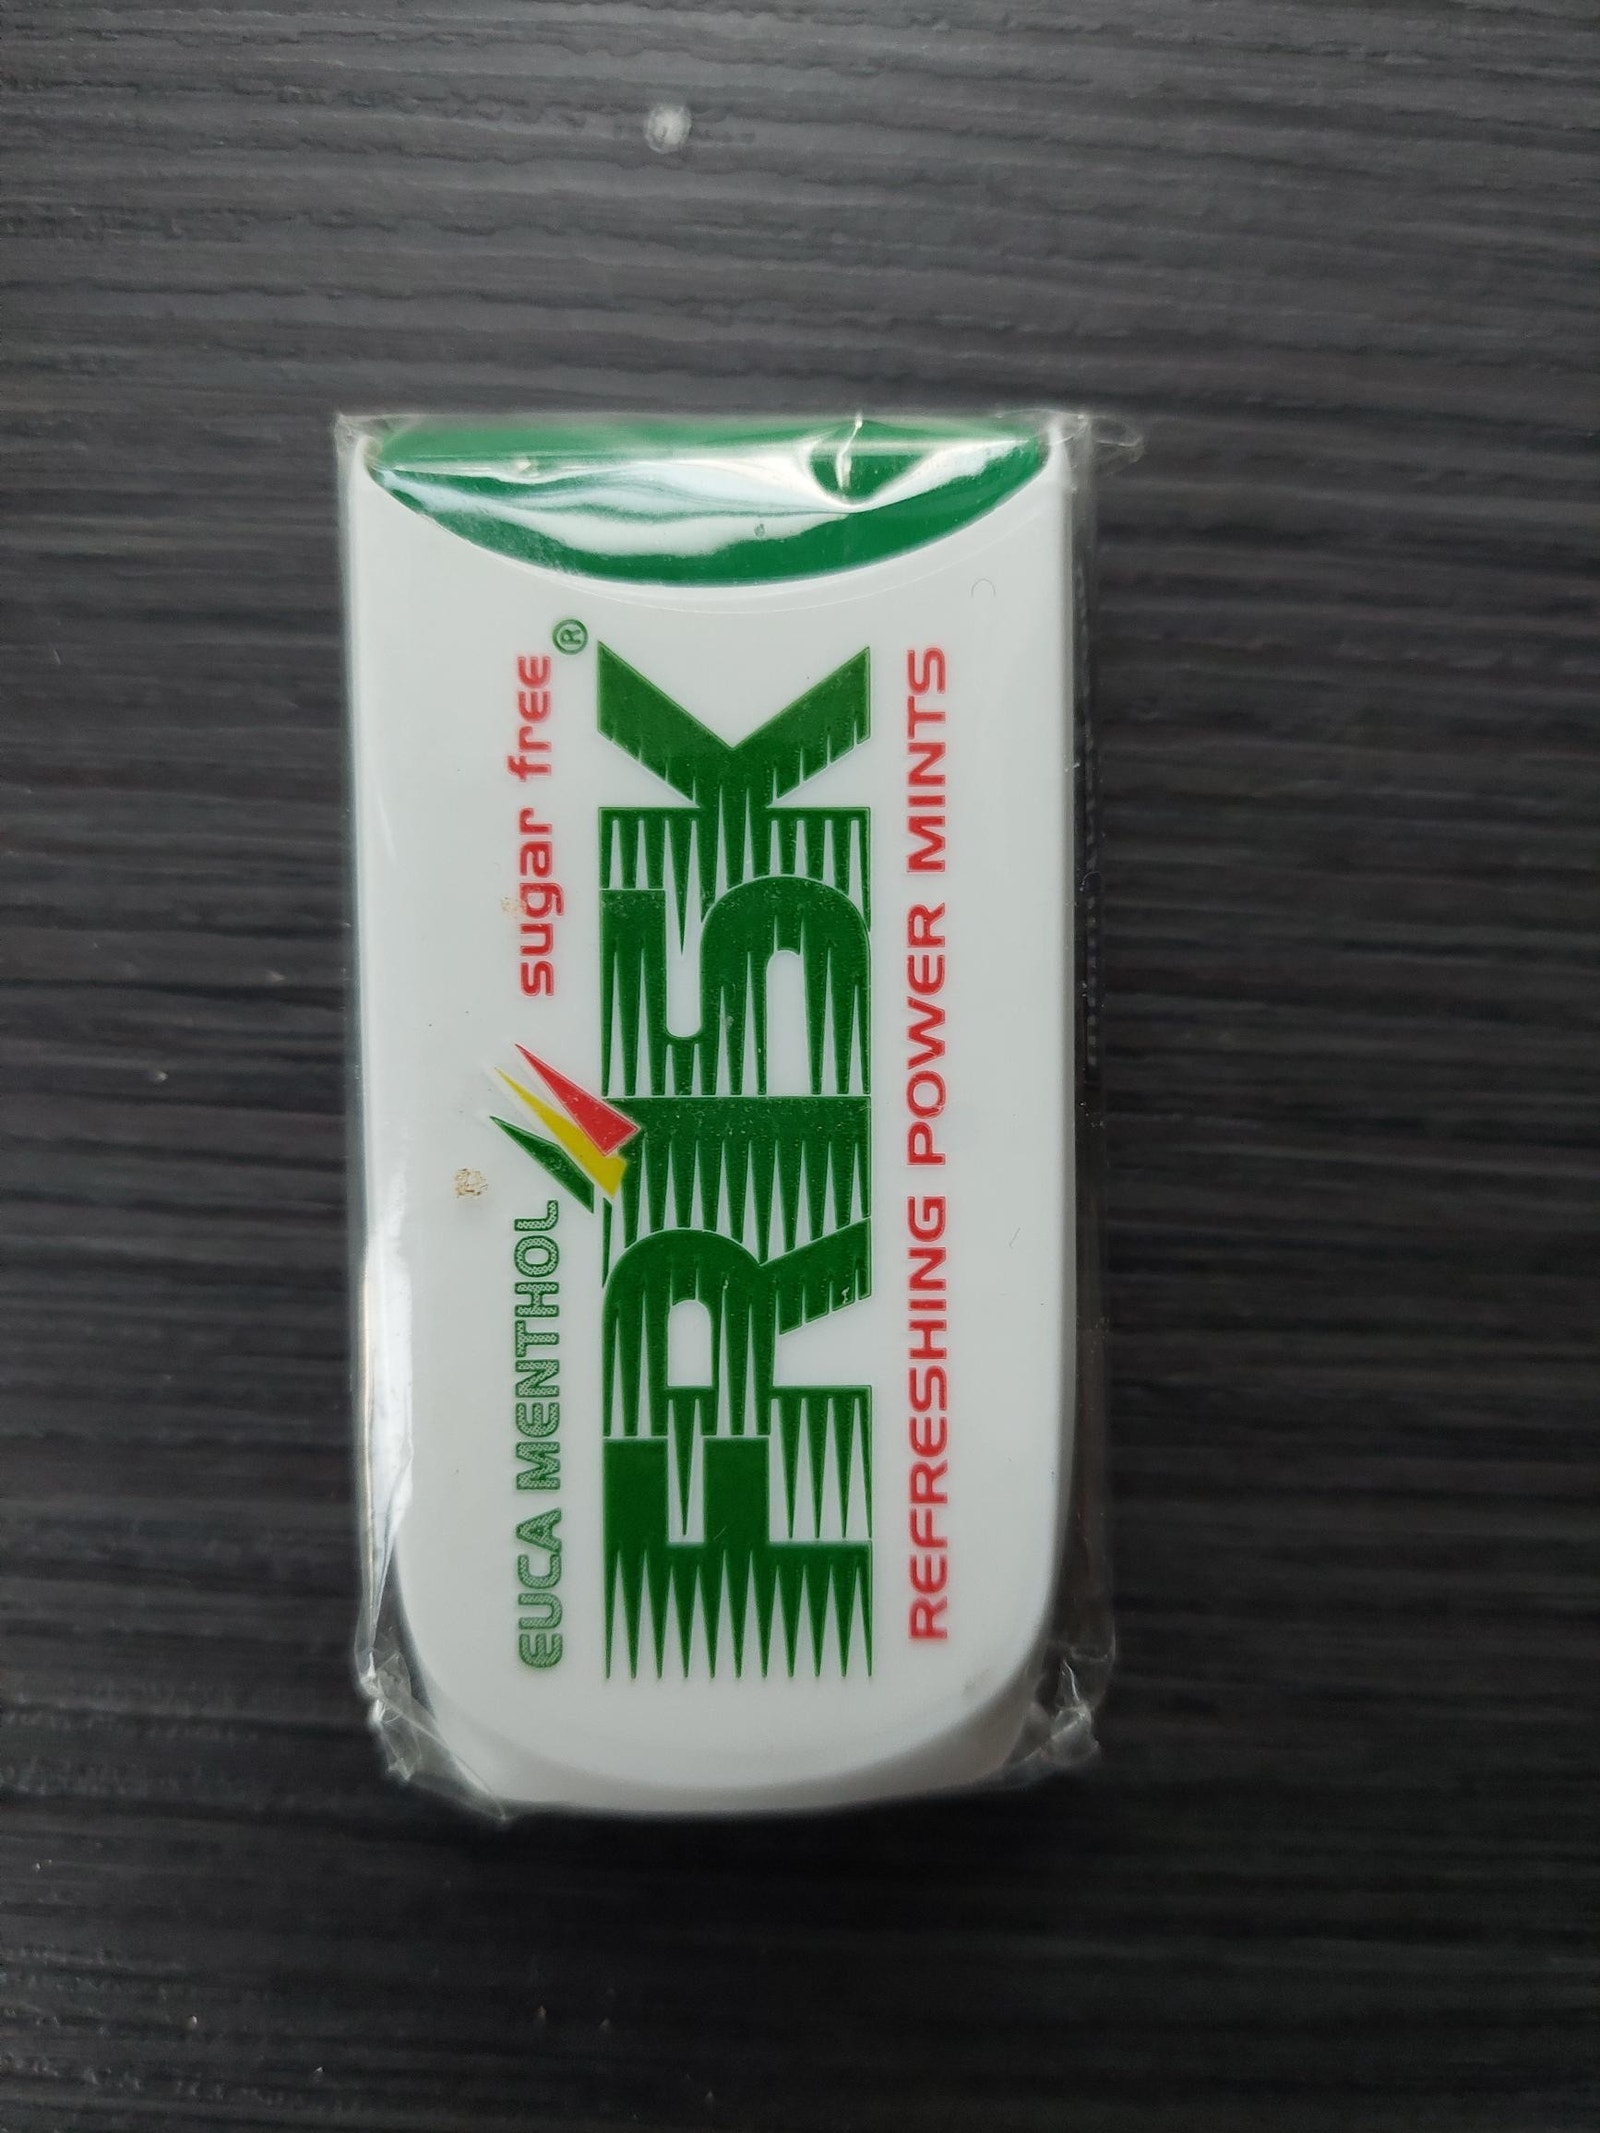 EUCA MENTHOL sugar free
FRISK®
REFRESHING POWER MINTS